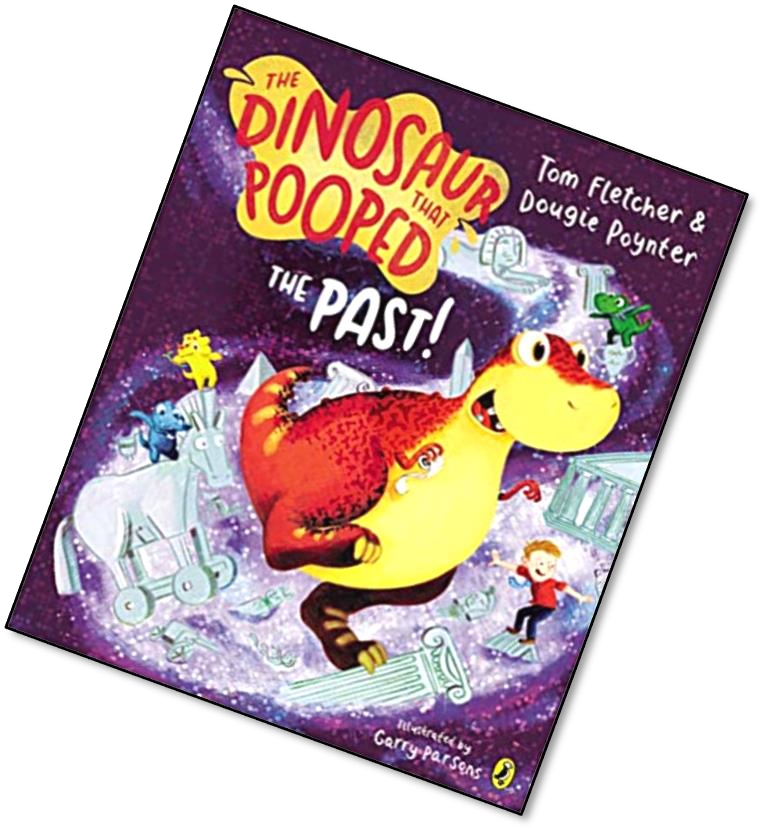 THE
DINOSAUR
THAT
POOPED
THE PAST!
Tom Fletcher &
Dougie Poynter
Illustrated by
Garry Parsons